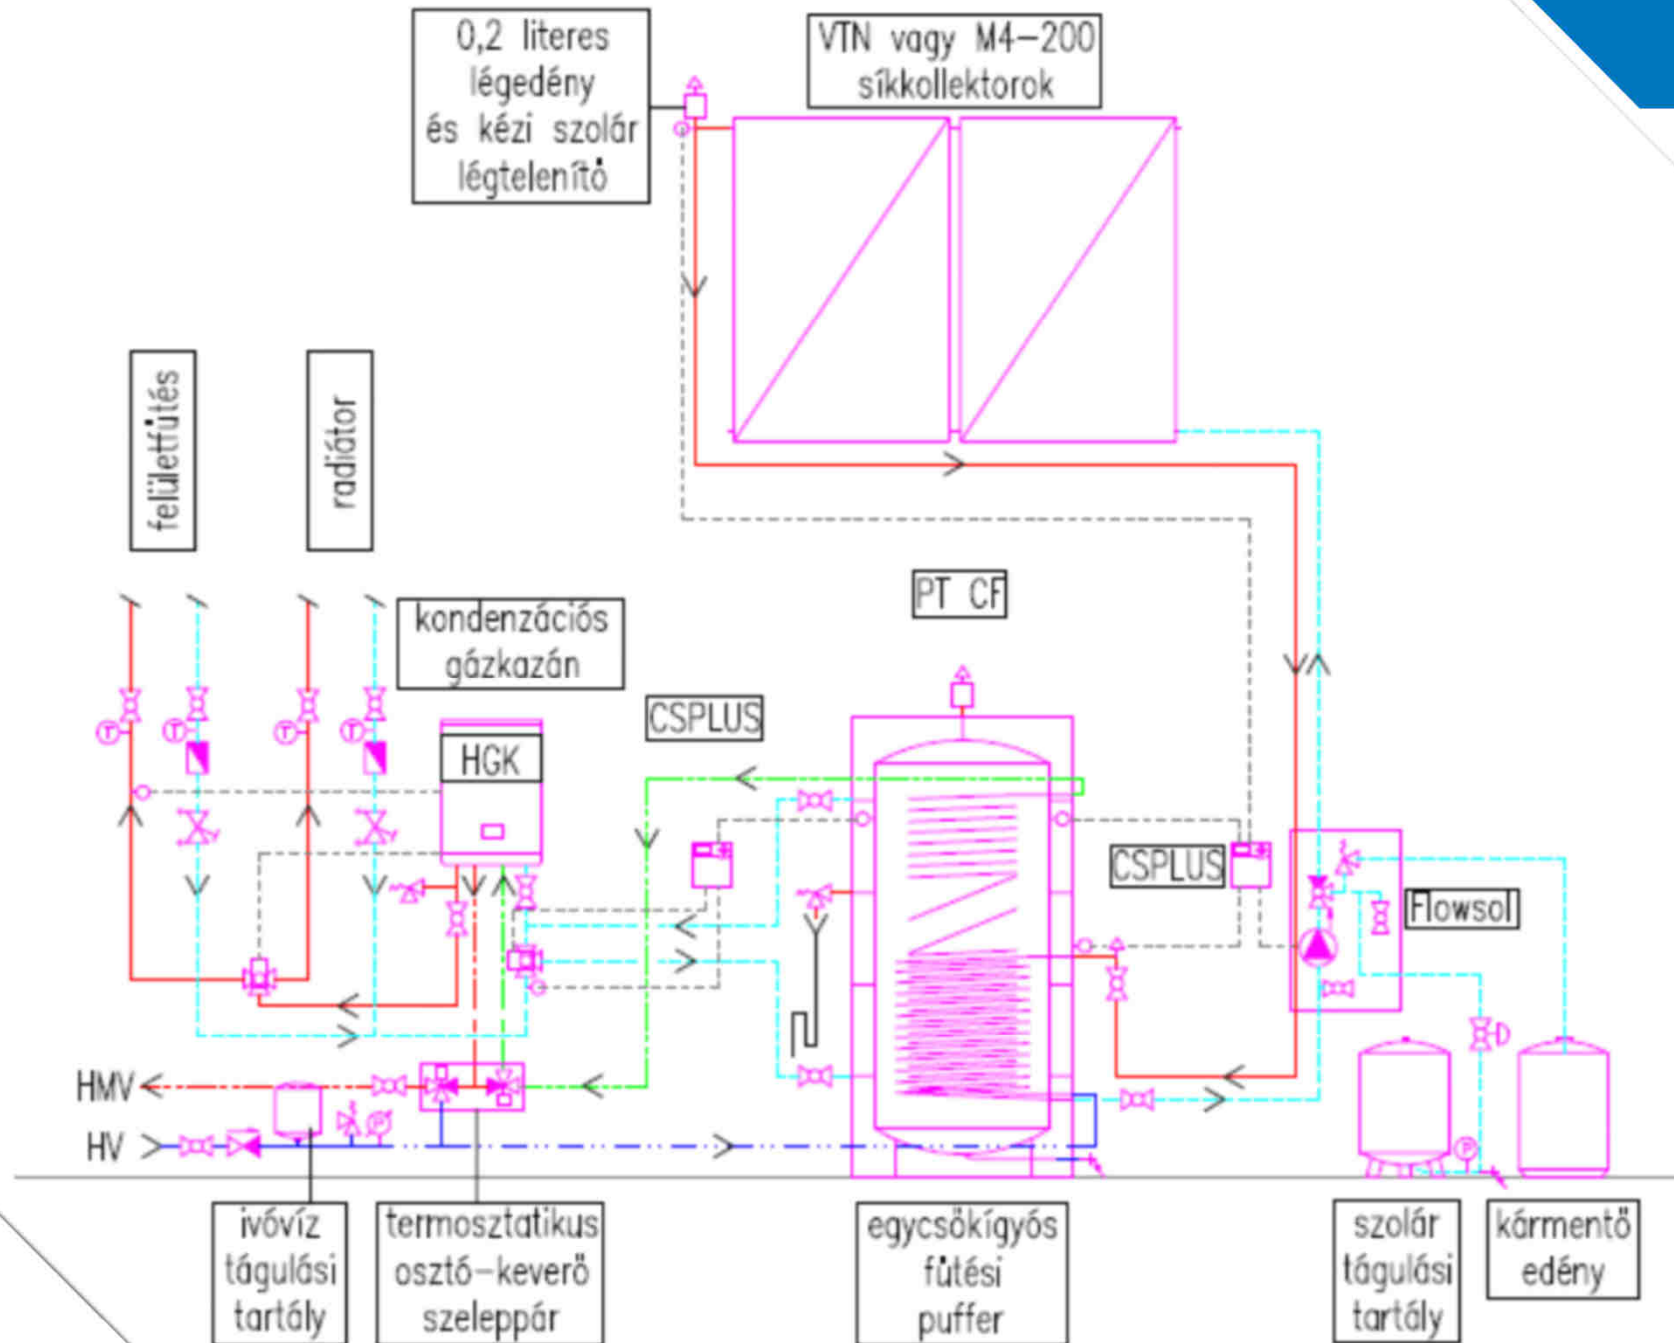 0,2 literes
légedény
és kézi szolár
légtelenítő
VTN vagy M4-200
síkkollektorok
felületfűtés
radiátor
kondenzációs
gázkazán
HGK
CSPLUS
PT CF
CSPLUS
Flowsol
T
T
T
T
HMV
HV
P
P
ivóvíz
tágulási
tartály
termosztatikus
osztó-keverő
szeleppár
egycsőkígyós
fűtési
puffer
szolár
tágulási
tartály
kármentő
edény